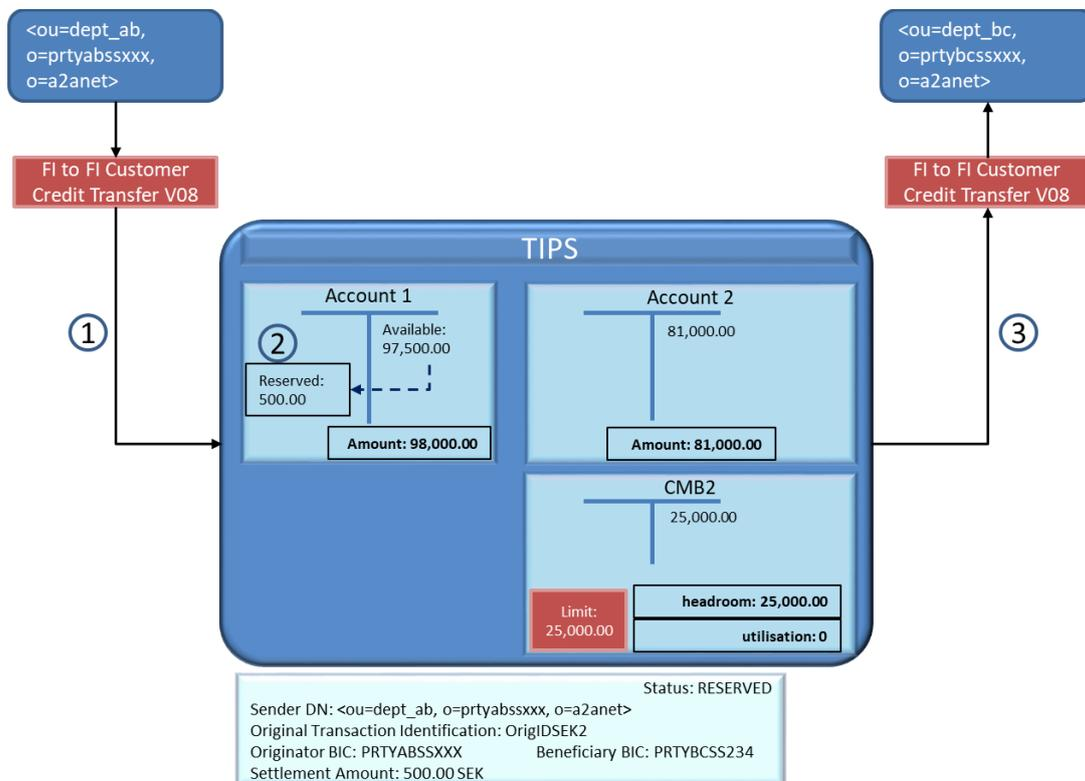 <ou=dept_ab,
o=prtyabssxxx,
o=a2anet>
<ou=dept_bc,
o=prtybcssxxx,
o=a2anet>
FI to FI Customer
Credit Transfer V08
FI to FI Customer
Credit Transfer V08
TIPS
1
3
Account 1
2
Available:
97,500.00
Reserved:
500.00
Amount: 98,000.00
Account 2
81,000.00
Amount: 81,000.00
CMB2
25,000.00
Limit:
25,000.00
headroom: 25,000.00
utilisation: 0
Status: RESERVED
Sender DN: <ou=dept_ab, o=prtyabssxxx, o=a2anet>
Original Transaction Identification: OrigIDSEK2
Originator BIC: PRTYABSSXXX Beneficiary BIC: PRTYBCSS234
Settlement Amount: 500.00 SEK